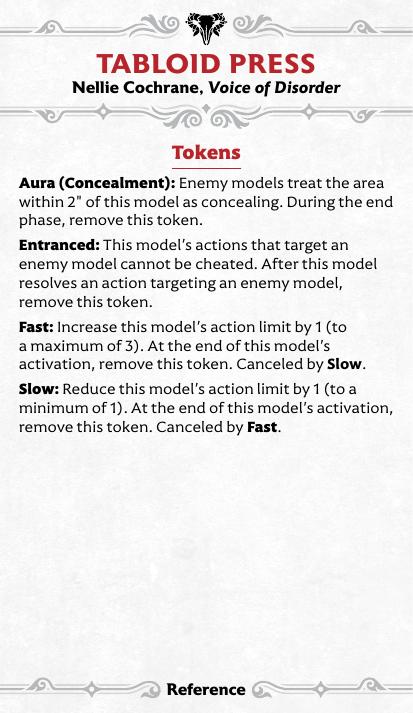 TABLOID PRESS
Nellie Cochrane, Voice of Disorder
Tokens
Aura (Concealment): Enemy models treat the area
within 2" of this model as concealing. During the end
phase, remove this token.
Entranced: This model's actions that target an
enemy model cannot be cheated. After this model
resolves an action targeting an enemy model,
remove this token.
Fast: Increase this model's action limit by 1 (to
a maximum of 3). At the end of this model's
activation, remove this token. Canceled by Slow.
Slow: Reduce this model's action limit by 1 (to a
minimum of 1). At the end of this model's activation,
remove this token. Canceled by Fast.
Reference